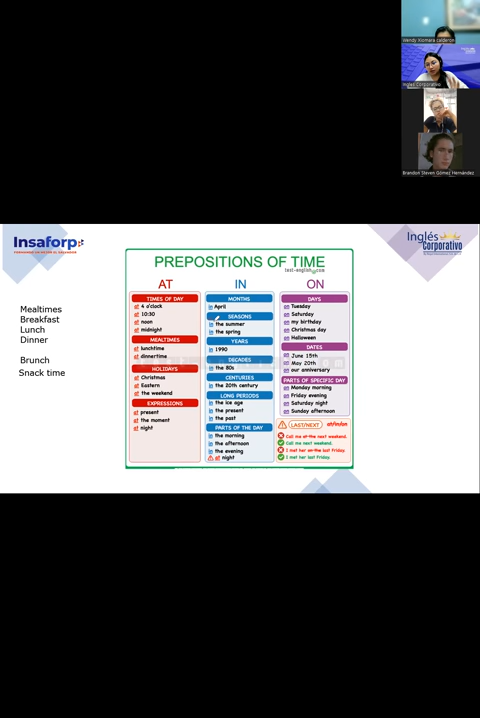 Wendy Xiomara calderon
Inglés Corporativo
Brandon Steven Gómez Hernández
Insaforp
Inglés
Corporativo
PREPOSITIONS OF TIME
test-english.com
Mealtimes
Breakfast
Lunch
Dinner
Brunch
Snack time
AT
TIMES OF DAY
at 4 o'clock
at 10:30
at noon
at midnight
MEALTIMES
at lunchtime
at dinnertime
HOLIDAYS
at Christmas
at Eastern
at the weekend
EXPRESSIONS
at present
at the moment
at night
IN
MONTHS
in April
SEASONS
in the summer
in the spring
YEARS
in 1990
DECADES
in the 80s
CENTURIES
in the 20th century
LONG PERIODS
in the ice age
in the present
in the past
PARTS OF THE DAY
in the morning
in the afternoon
in the evening
at night
ON
DAYS
on Tuesday
on Saturday
on my birthday
on Christmas day
on Halloween
DATES
on June 15th
on May 20th
on our anniversary
PARTS OF SPECIFIC DAY
on Monday morning
on Friday evening
on Saturday night
on Sunday afternoon
LAST/NEXT at/in/on
Call me at the next weekend.
Call me next weekend.
I met her on the last Friday.
I met her last Friday.